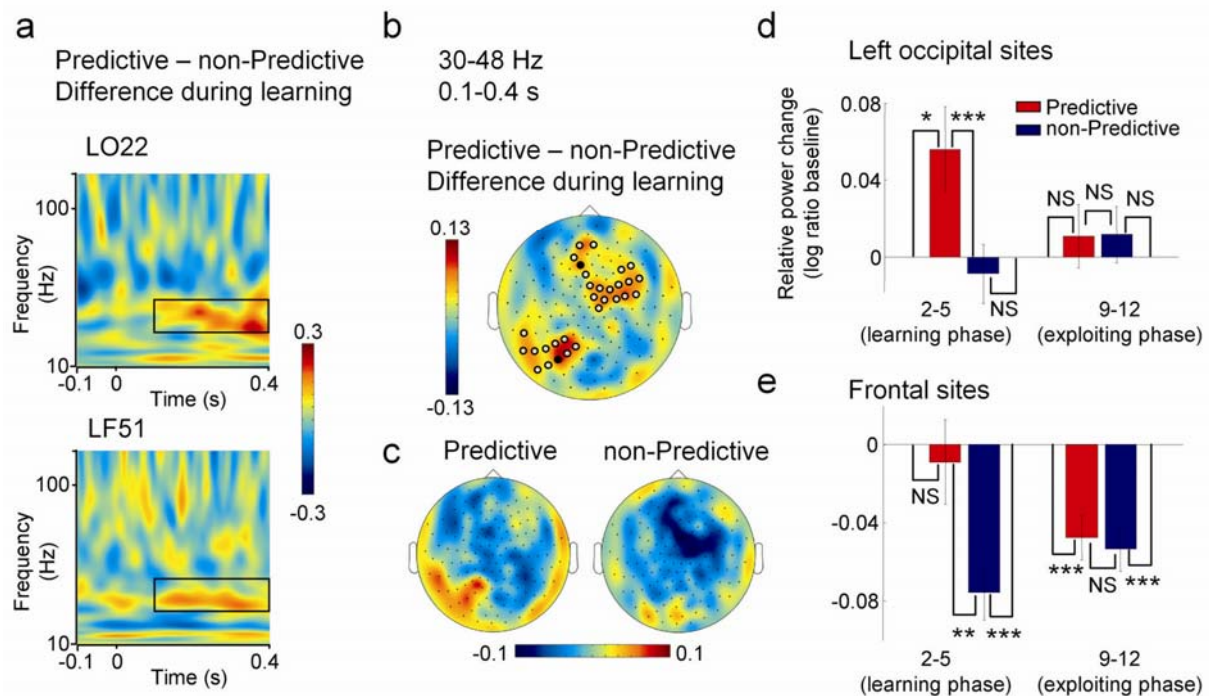 a
Predictive – non-Predictive
Difference during learning
LO22
100
Frequency
(Hz)
10
-0.1 0 0.4
Time (s)
LF51
100
Frequency
(Hz)
10
-0.1 0 0.4
Time (s)
0.3
-0.3
b
30-48 Hz
0.1-0.4 s
Predictive – non-Predictive
Difference during learning
0.13
-0.13
c
Predictive non-Predictive
-0.1 0.1
d
Left occipital sites
Relative power change
(log ratio baseline)
0.08
0.04
0
Predictive
non-Predictive
* ***
NS
NS NS NS
2-5 9-12
(learning phase) (exploiting phase)
e
Frontal sites
0
-0.04
-0.08
NS
** ***
*** NS ***
2-5 9-12
(learning phase) (exploiting phase)